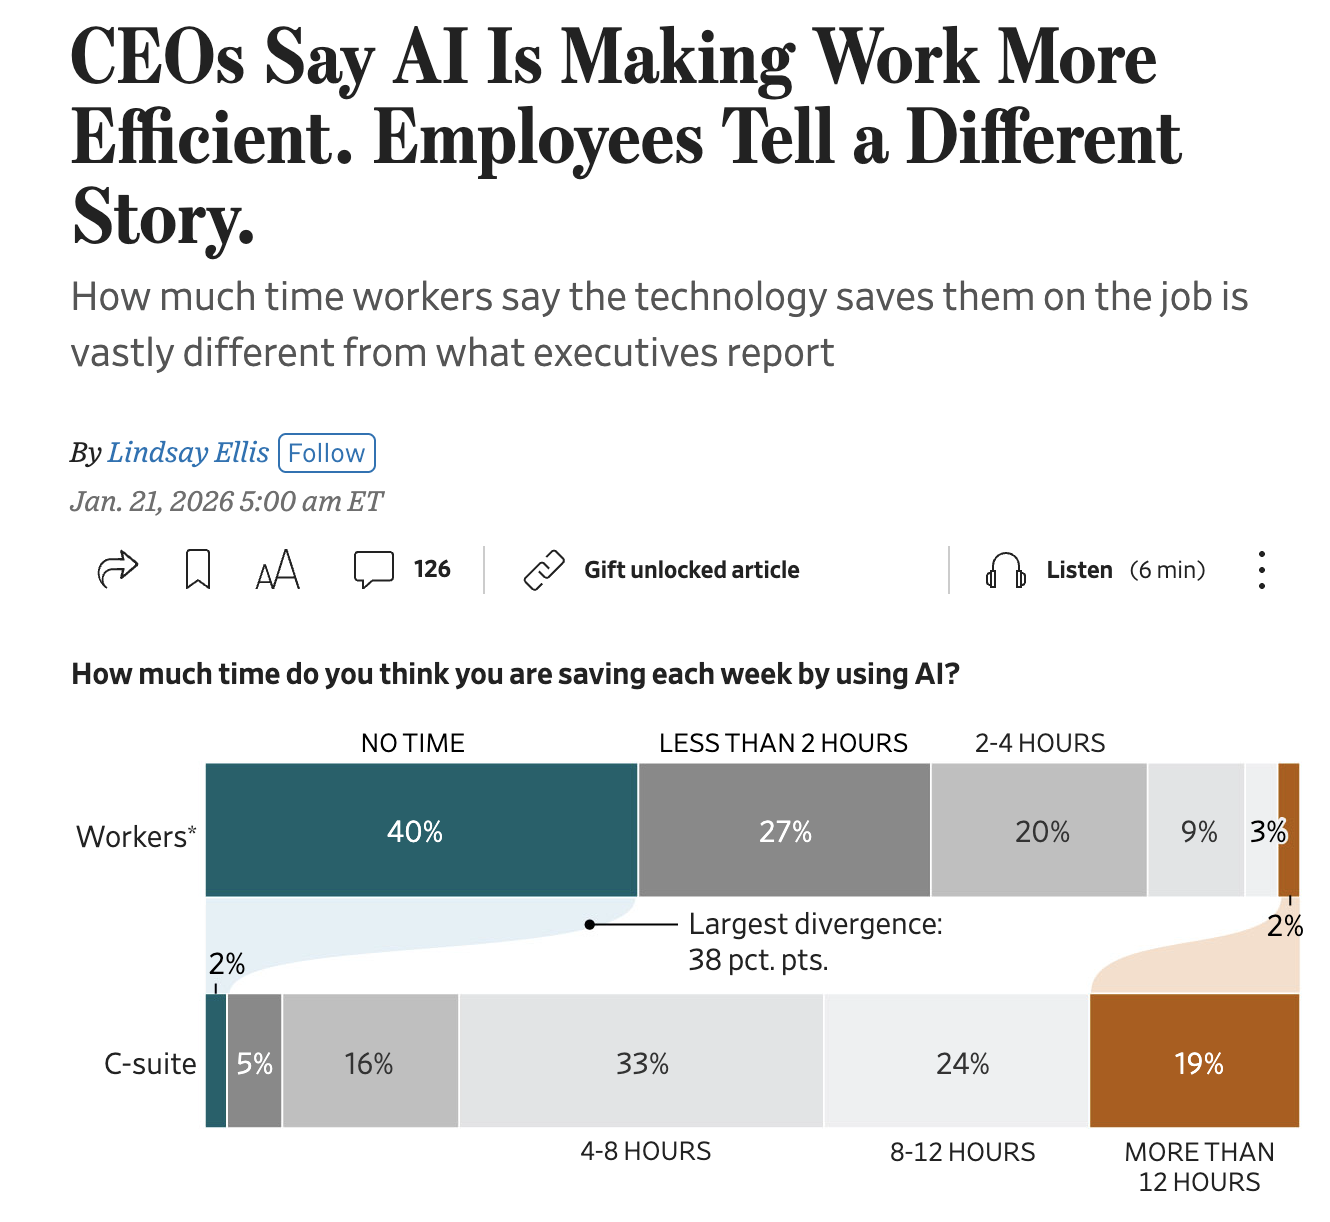 CEOs Say AI Is Making Work More
Efficient. Employees Tell a Different
Story.
How much time workers say the technology saves them on the job is
vastly different from what executives report
By Lindsay Ellis Follow
Jan. 21, 2026 5:00 am ET
AA 126 Gift unlocked article Listen (6 min)
How much time do you think you are saving each week by using AI?
NO TIME LESS THAN 2 HOURS 2-4 HOURS
Workers* 40% 27% 20% 9% 3%
2%
Largest divergence:
38 pct. pts.
2%
C-suite 5% 16% 33% 24% 19%
4-8 HOURS 8-12 HOURS MORE THAN
12 HOURS